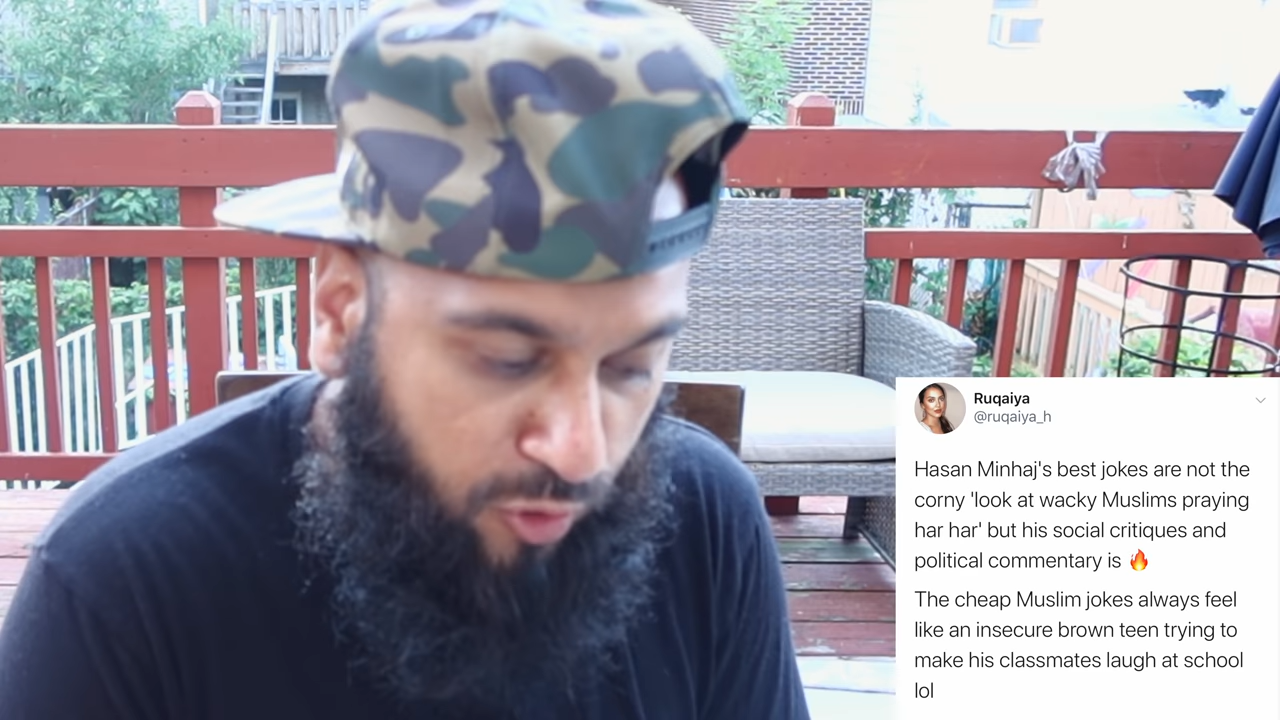 Ruqaiya
@ruqaiya_h
Hasan Minhaj's best jokes are not the
corny 'look at wacky Muslims praying
har har' but his social critiques and
political commentary is 🔥
The cheap Muslim jokes always feel
like an insecure brown teen trying to
make his classmates laugh at school
lol